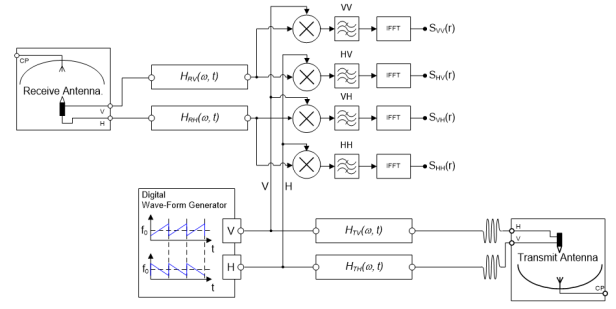 VV
IFFT
S_VV(r)
HV
IFFT
S_HV(r)
VH
IFFT
S_VH(r)
HH
IFFT
S_HH(r)
CP
Receive Antenna
V
H
H_RV(ω, t)
H_RH(ω, t)
V H
Digital
Wave-Form Generator
f₀
t
f₀
t
V
H
H_TV(ω, t)
H_TH(ω, t)
H
V
Transmit Antenna
CP